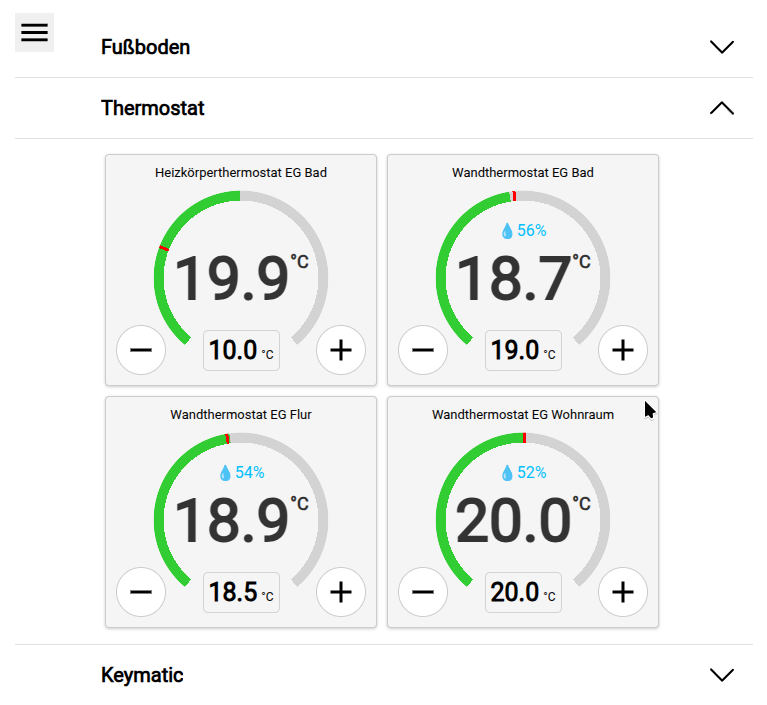 Fußboden
Thermostat
Heizkörperthermostat EG Bad
19.9°C
10.0 °C
Wandthermostat EG Bad
56%
18.7°C
19.0 °C
Wandthermostat EG Flur
54%
18.9°C
18.5 °C
Wandthermostat EG Wohnraum
52%
20.0°C
20.0 °C
Keymatic